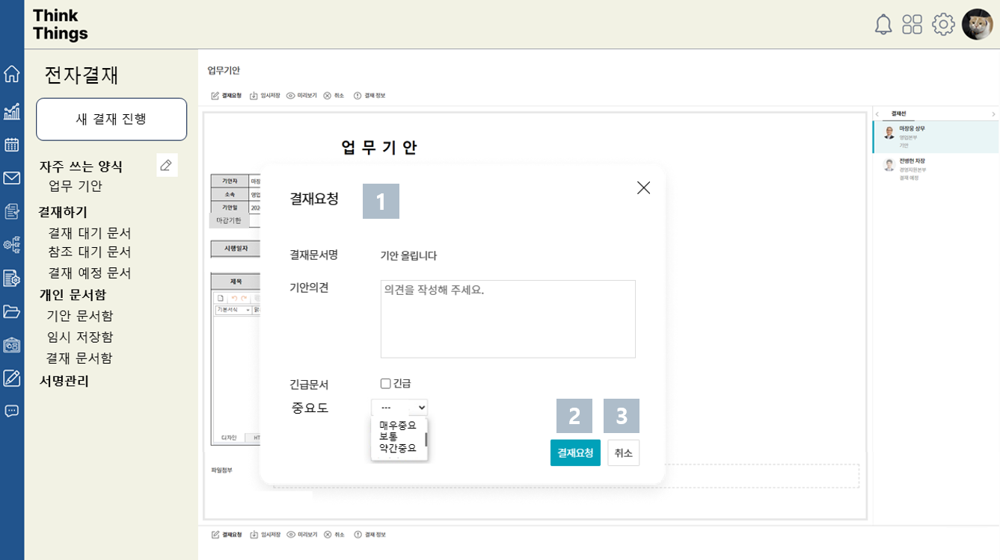 Think
Things
전자결재
새 결재 진행
자주 쓰는 양식
업무 기안
결재하기
결재 대기 문서
참조 대기 문서
결재 예정 문서
개인 문서함
기안 문서함
임시 저장함
결재 문서함
서명관리
업무기안
결재요청 임시저장 미리보기 취소 결재 정보
업 무 기 안
기안자 마장
소속 영업
기안일 202
마감기한
시행일자
제목
기본서식
디자인 HT
파일첨부
결재요청 1
결재문서명 기안 올립니다
기안의견 의견을 작성해 주세요.
긴급문서 긴급
중요도 ---
매우중요
보통
약간중요
2 3
결재요청 취소
결재선
마장웅 상무
영업본부
기안
전병헌 차장
경영지원본부
결재 예정
결재요청 임시저장 미리보기 취소 결재 정보